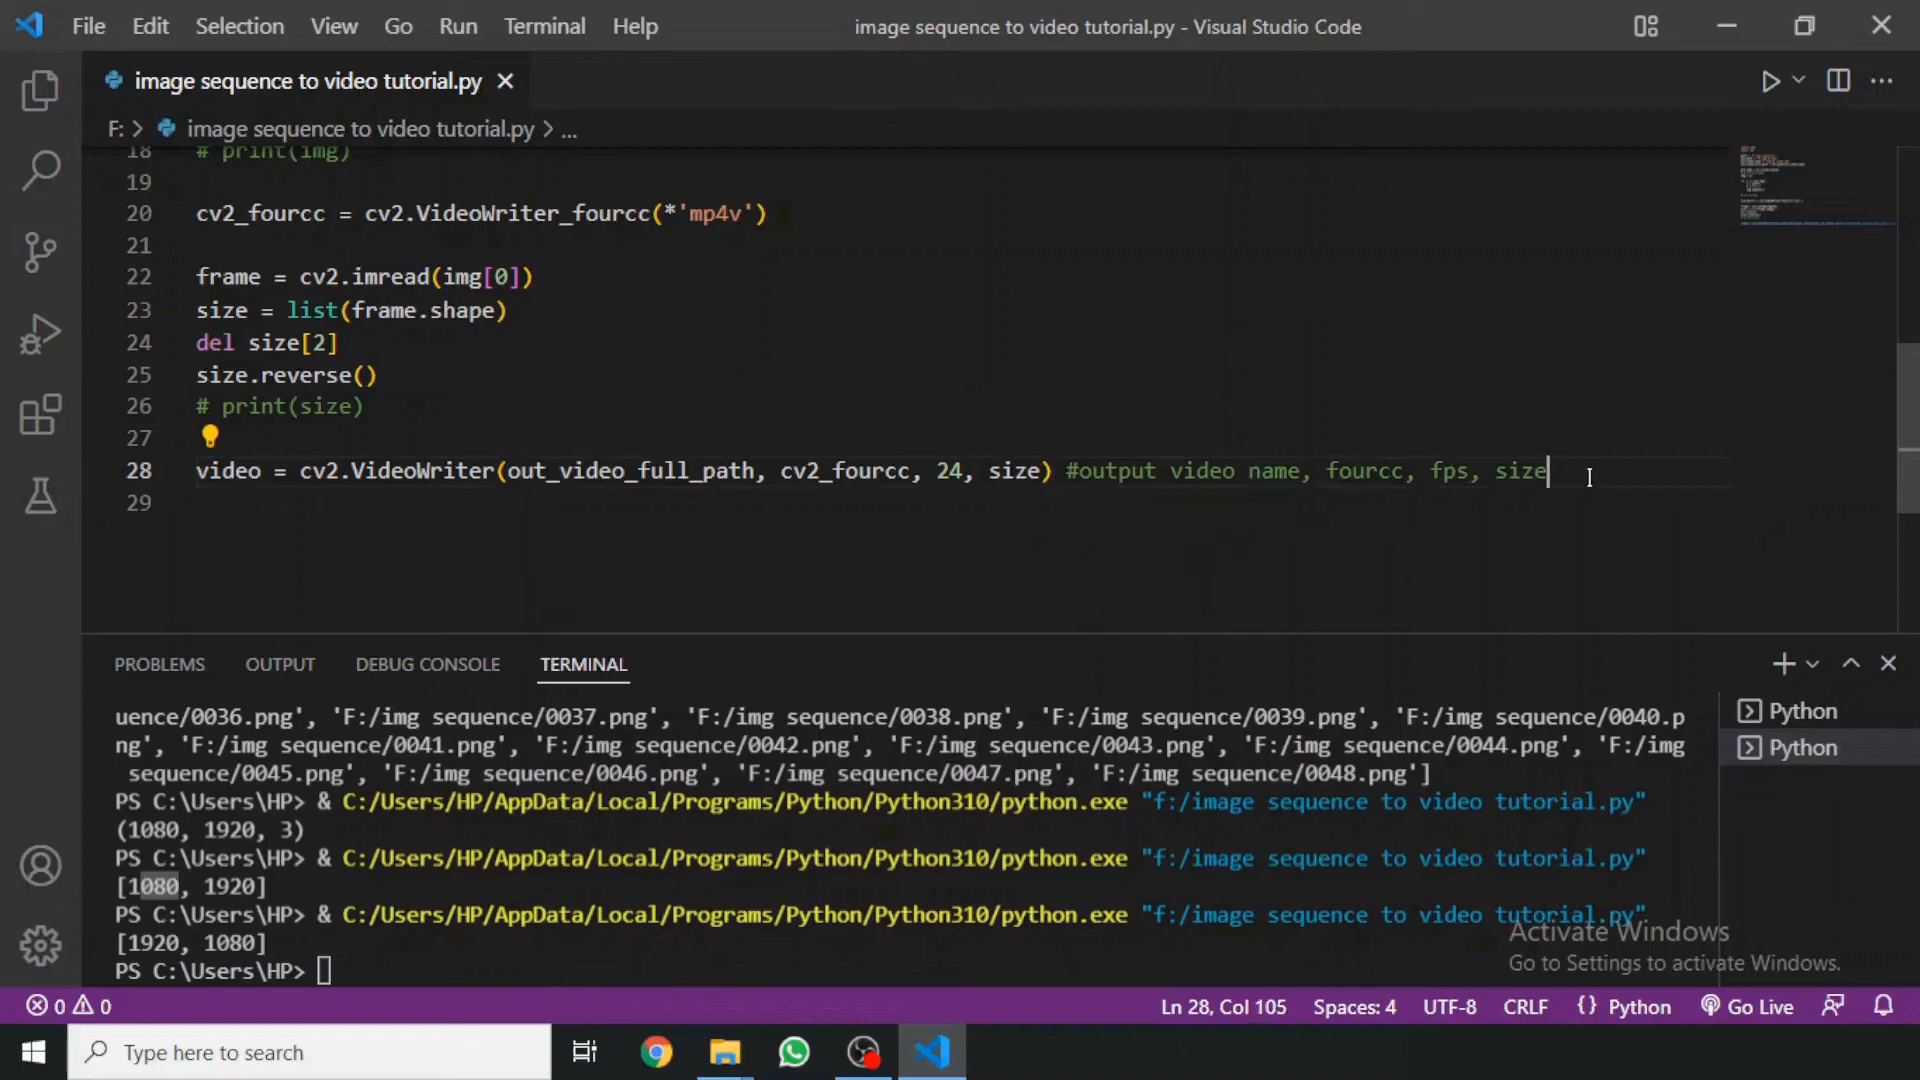 File Edit Selection View Go Run Terminal Help
image sequence to video tutorial.py - Visual Studio Code
image sequence to video tutorial.py
F: > image sequence to video tutorial.py > ...
18 # print(img)
19
20 cv2_fourcc = cv2.VideoWriter_fourcc(*'mp4v')
21
22 frame = cv2.imread(img[0])
23 size = list(frame.shape)
24 del size[2]
25 size.reverse()
26 # print(size)
27
28 video = cv2.VideoWriter(out_video_full_path, cv2_fourcc, 24, size) #output video name, fourcc, fps, size
29
PROBLEMS OUTPUT DEBUG CONSOLE TERMINAL
uence/0036.png', 'F:/img sequence/0037.png', 'F:/img sequence/0038.png', 'F:/img sequence/0039.png', 'F:/img sequence/0040.p
ng', 'F:/img sequence/0041.png', 'F:/img sequence/0042.png', 'F:/img sequence/0043.png', 'F:/img sequence/0044.png', 'F:/img
 sequence/0045.png', 'F:/img sequence/0046.png', 'F:/img sequence/0047.png', 'F:/img sequence/0048.png']
PS C:\Users\HP> & C:/Users/HP/AppData/Local/Programs/Python/Python310/python.exe "f:/image sequence to video tutorial.py"
(1080, 1920, 3)
PS C:\Users\HP> & C:/Users/HP/AppData/Local/Programs/Python/Python310/python.exe "f:/image sequence to video tutorial.py"
[1080, 1920]
PS C:\Users\HP> & C:/Users/HP/AppData/Local/Programs/Python/Python310/python.exe "f:/image sequence to video tutorial.py"
[1920, 1080]
PS C:\Users\HP>
Python
Python
Activate Windows
Go to Settings to activate Windows.
0 0
Ln 28, Col 105 Spaces: 4 UTF-8 CRLF {} Python Go Live
Type here to search